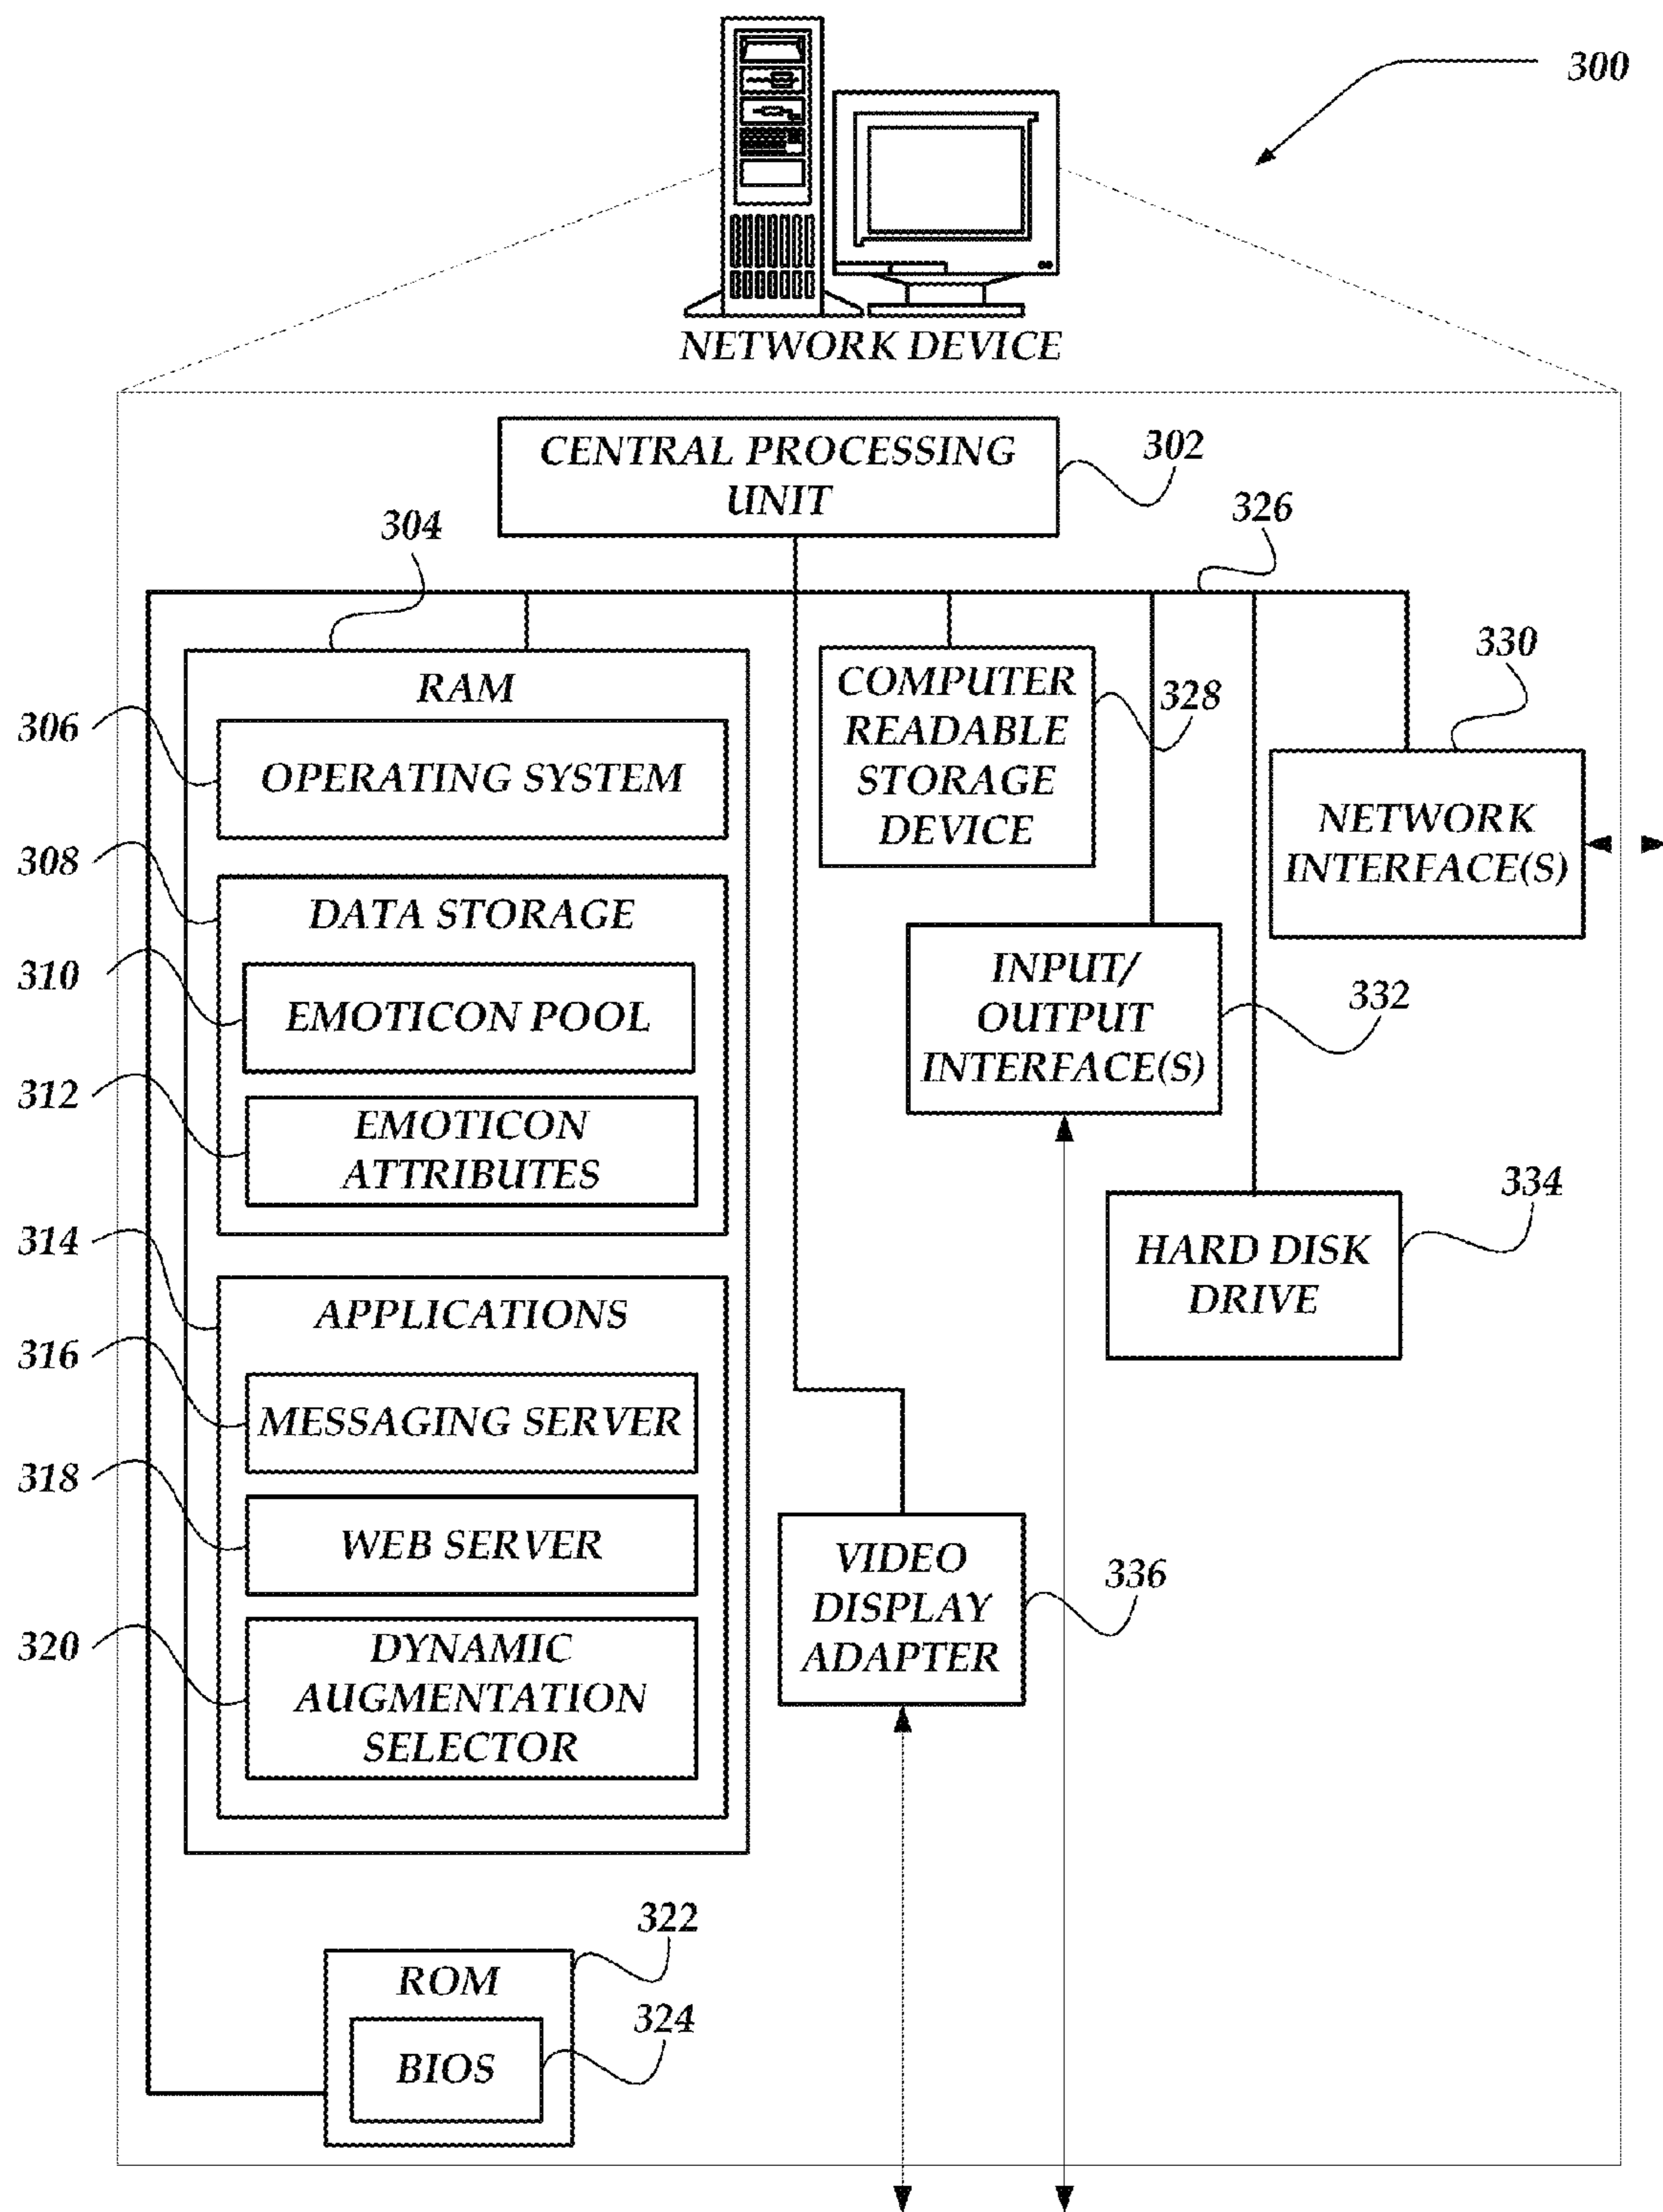 300
NETWORK DEVICE
CENTRAL PROCESSING
UNIT
302
304
326
RAM
306
OPERATING SYSTEM
308
DATA STORAGE
310
EMOTICON POOL
312
EMOTICON
ATTRIBUTES
314
APPLICATIONS
316
MESSAGING SERVER
318
WEB SERVER
320
DYNAMIC
AUGMENTATION
SELECTOR
COMPUTER
READABLE
STORAGE
DEVICE
328
330
NETWORK
INTERFACE(S)
INPUT/
OUTPUT
INTERFACE(S)
332
334
HARD DISK
DRIVE
VIDEO
DISPLAY
ADAPTER
336
322
ROM
324
BIOS